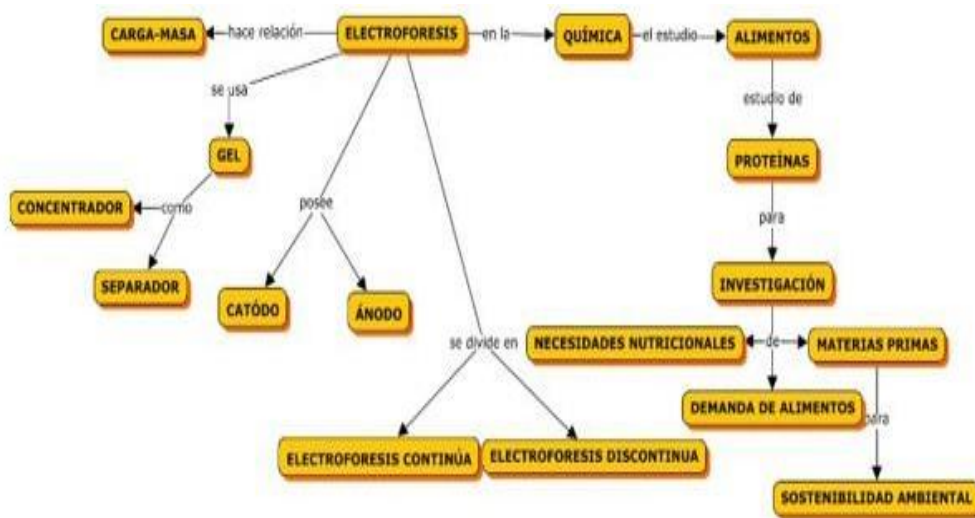 CARGA-MASA
hace relación
ELECTROFORESIS
en la
QUÍMICA
el estudio
ALIMENTOS
se usa
estudio de
GEL
PROTEÍNAS
CONCENTRADOR
como
posee
para
SEPARADOR
CATÓDO
ÁNODO
INVESTIGACIÓN
se divide en
NECESIDADES NUTRICIONALES
de
MATERIAS PRIMAS
DEMANDA DE ALIMENTOS
para
ELECTROFORESIS CONTINÚA
ELECTROFORESIS DISCONTINUA
SOSTENIBILIDAD AMBIENTAL